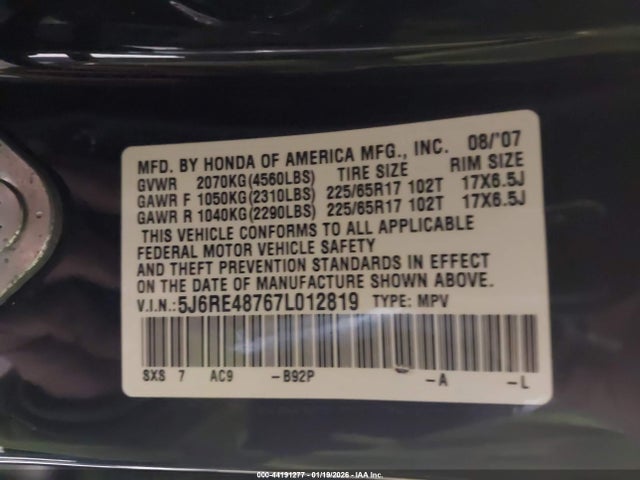 MFD. BY HONDA OF AMERICA MFG., INC. 08/'07
GVWR 2070KG(4560LBS) TIRE SIZE RIM SIZE
GAWR F 1050KG(2310LBS) 225/65R17 102T 17X6.5J
GAWR R 1040KG(2290LBS) 225/65R17 102T 17X6.5J
THIS VEHICLE CONFORMS TO ALL APPLICABLE
FEDERAL MOTOR VEHICLE SAFETY
AND THEFT PREVENTION STANDARDS IN EFFECT
ON THE DATE OF MANUFACTURE SHOWN ABOVE.
V.I.N.:5J6RE48767L012819 TYPE: MPV
SXS 7 AC9 -B92P -A -L
000-44191277 - 01/19/2026 - IAA Inc.